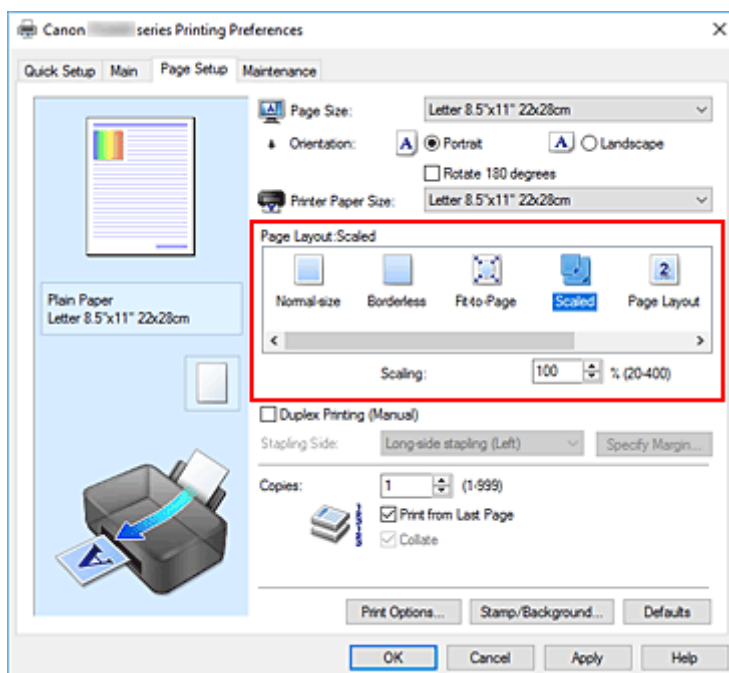 Canon series Printing Preferences
Quick Setup Main Page Setup Maintenance
Page Size: Letter 8.5"x11" 22x28cm
Orientation: A Portrait A Landscape
Rotate 180 degrees
Printer Paper Size: Letter 8.5"x11" 22x28cm
Page Layout:Scaled
Normal-size Borderless Fit-to-Page Scaled 2 Page Layout
Scaling: 100 % (20-400)
Plain Paper
Letter 8.5"x11" 22x28cm
Duplex Printing (Manual)
Stapling Side: Long-side stapling (Left) Specify Margin...
Copies: 1 (1-999)
Print from Last Page
Collate
A
Print Options... Stamp/Background... Defaults
OK Cancel Apply Help